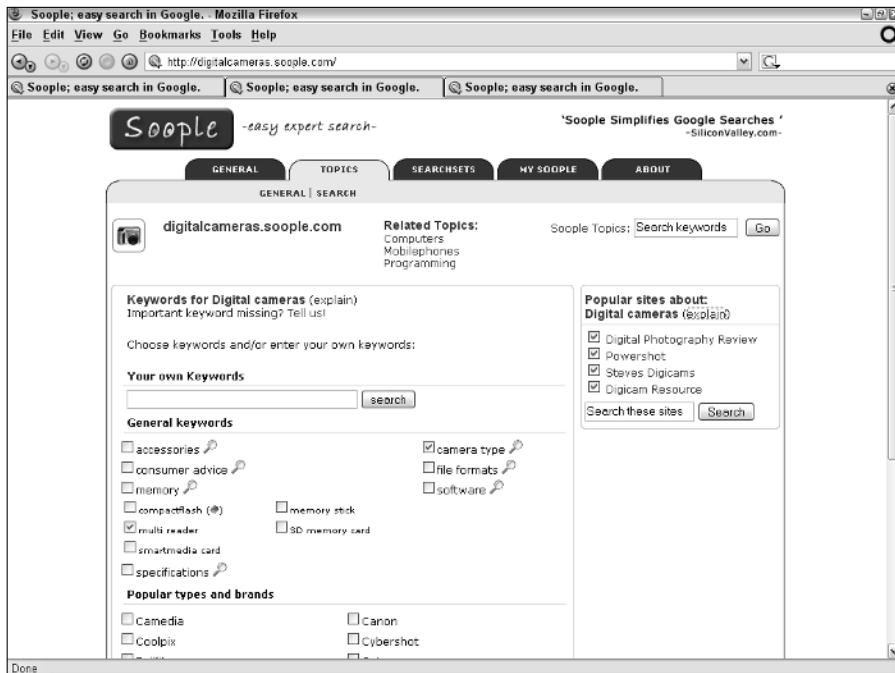 Soople; easy search in Google. - Mozilla Firefox
File Edit View Go Bookmarks Tools Help
http://digitalcameras.soople.com/
Soople; easy search in Google. Soople; easy search in Google. Soople; easy search in Google.
Soople -easy expert search- 'Soople Simplifies Google Searches '
-SiliconValley.com-
GENERAL TOPICS SEARCHSETS MY SOOPLE ABOUT
GENERAL | SEARCH
digitalcameras.soople.com
Related Topics:
Computers
Mobilephones
Programming
Soople Topics: Search keywords Go
Keywords for Digital cameras (explain)
Important keyword missing? Tell us!
Choose keywords and/or enter your own keywords:
Your own Keywords
search
General keywords
accessories camera type
consumer advice file formats
memory software
compactflash memory stick
multi reader SD memory card
smartmedia card
specifications
Popular types and brands
Camedia Canon
Coolpix Cybershot
Popular sites about:
Digital cameras (explain)
Digital Photography Review
Powershot
Steves Digicams
Digicam Resource
Search these sites Search
Done